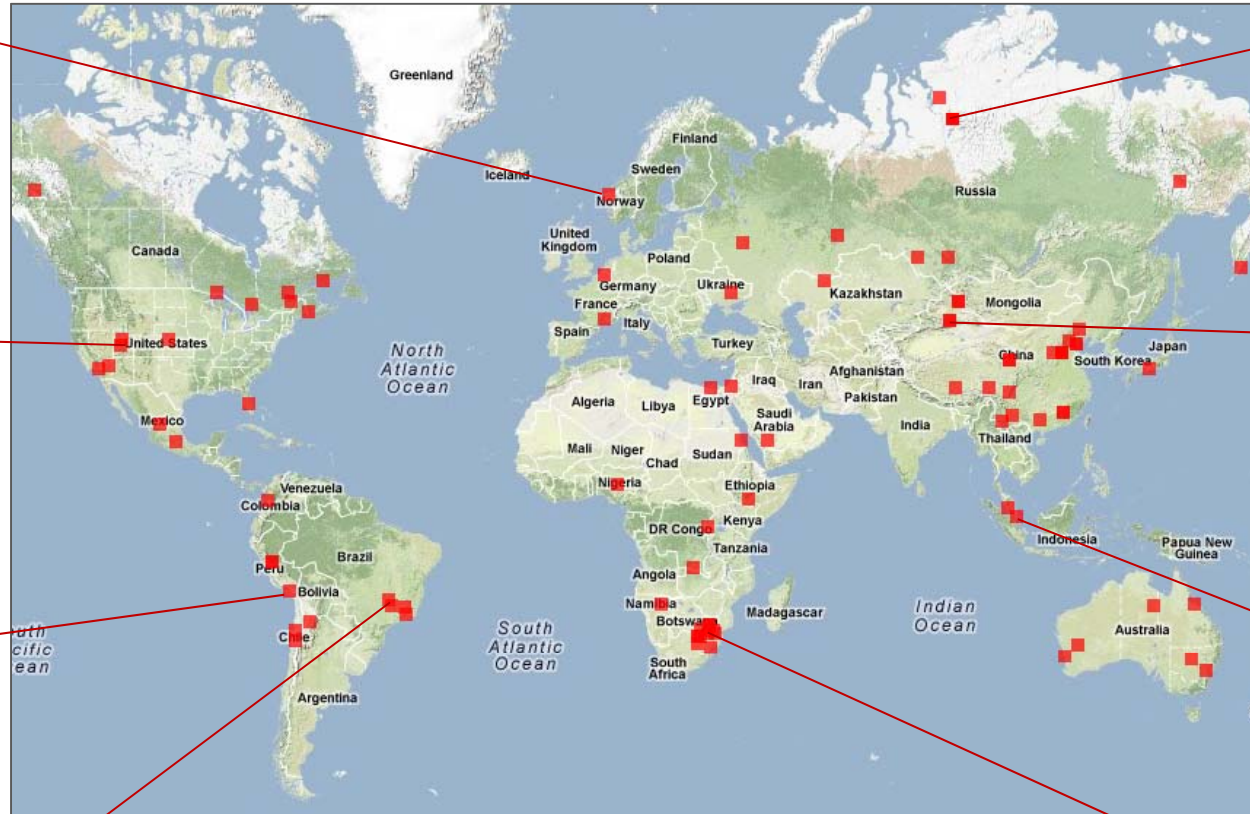 Greenland
Iceland
Finland
Sweden
Norway
Russia
Canada
United
Kingdom
Poland
Germany
Ukraine
Kazakhstan
Mongolia
France
Italy
Spain
Turkey
United States
North
Atlantic
Ocean
China
South Korea
Japan
Afghanistan
Iraq
Iran
Pakistan
Algeria
Libya
Egypt
Saudi
Arabia
India
Mexico
Mali
Niger
Chad
Sudan
Thailand
Venezuela
Colombia
Nigeria
Ethiopia
DR Congo
Kenya
Tanzania
Indonesia
Papua New
Guinea
Brazil
Peru
Bolivia
Angola
Namibia
Madagascar
Botswana
Indian
Ocean
Australia
Chile
South
Atlantic
Ocean
South
Africa
Argentina
uth
cific
ean